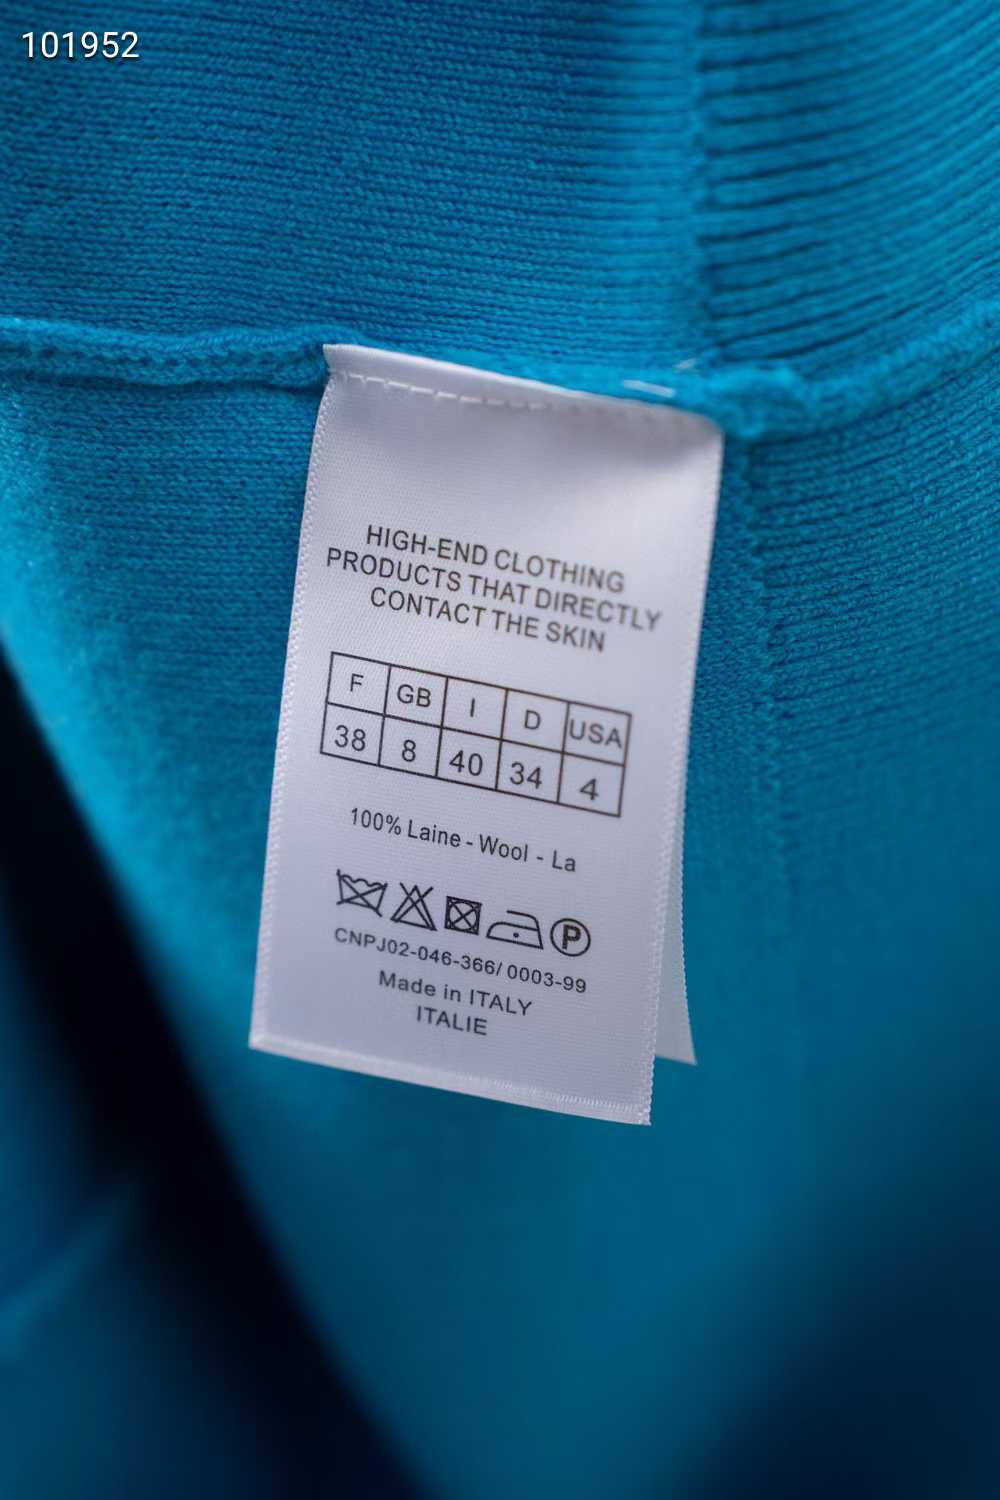 101952
HIGH-END CLOTHING
PRODUCTS THAT DIRECTLY
CONTACT THE SKIN
F GB I D USA
38 8 40 34 4
100% Laine - Wool - La
P
CNPJ02-046-366/ 0003-99
Made in ITALY
ITALIE